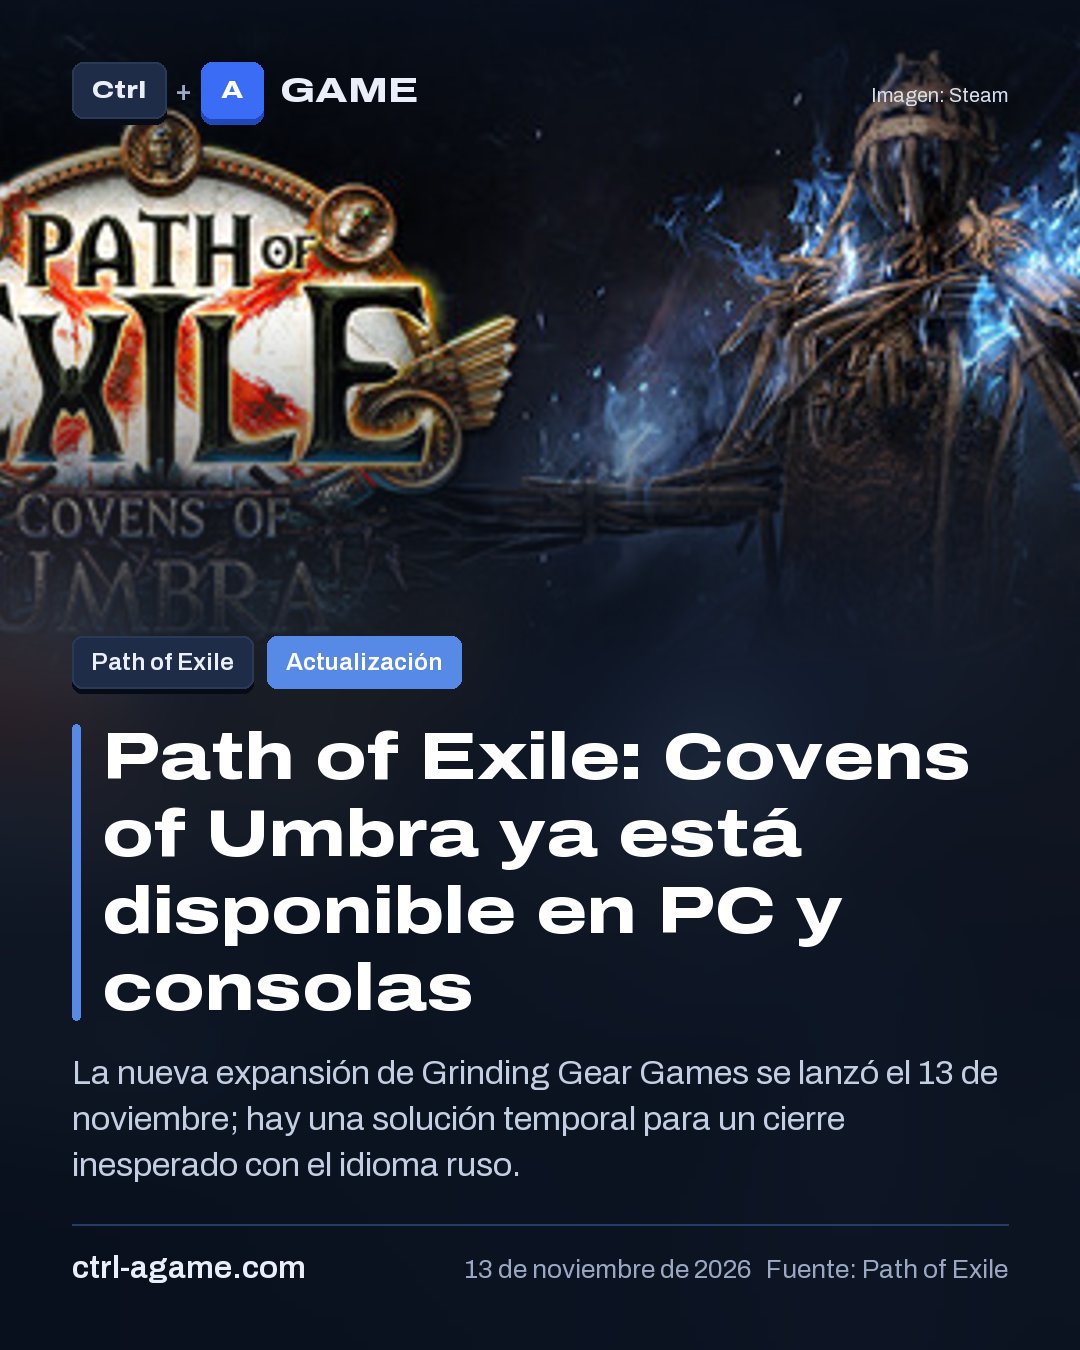 Ctrl + A GAME
Imagen: Steam
PATH OF
EXILE
COVENS OF
UMBRA
Path of Exile Actualización
Path of Exile: Covens
of Umbra ya está
disponible en PC y
consolas
La nueva expansión de Grinding Gear Games se lanzó el 13 de
noviembre; hay una solución temporal para un cierre
inesperado con el idioma ruso.
ctrl-agame.com
13 de noviembre de 2026 Fuente: Path of Exile